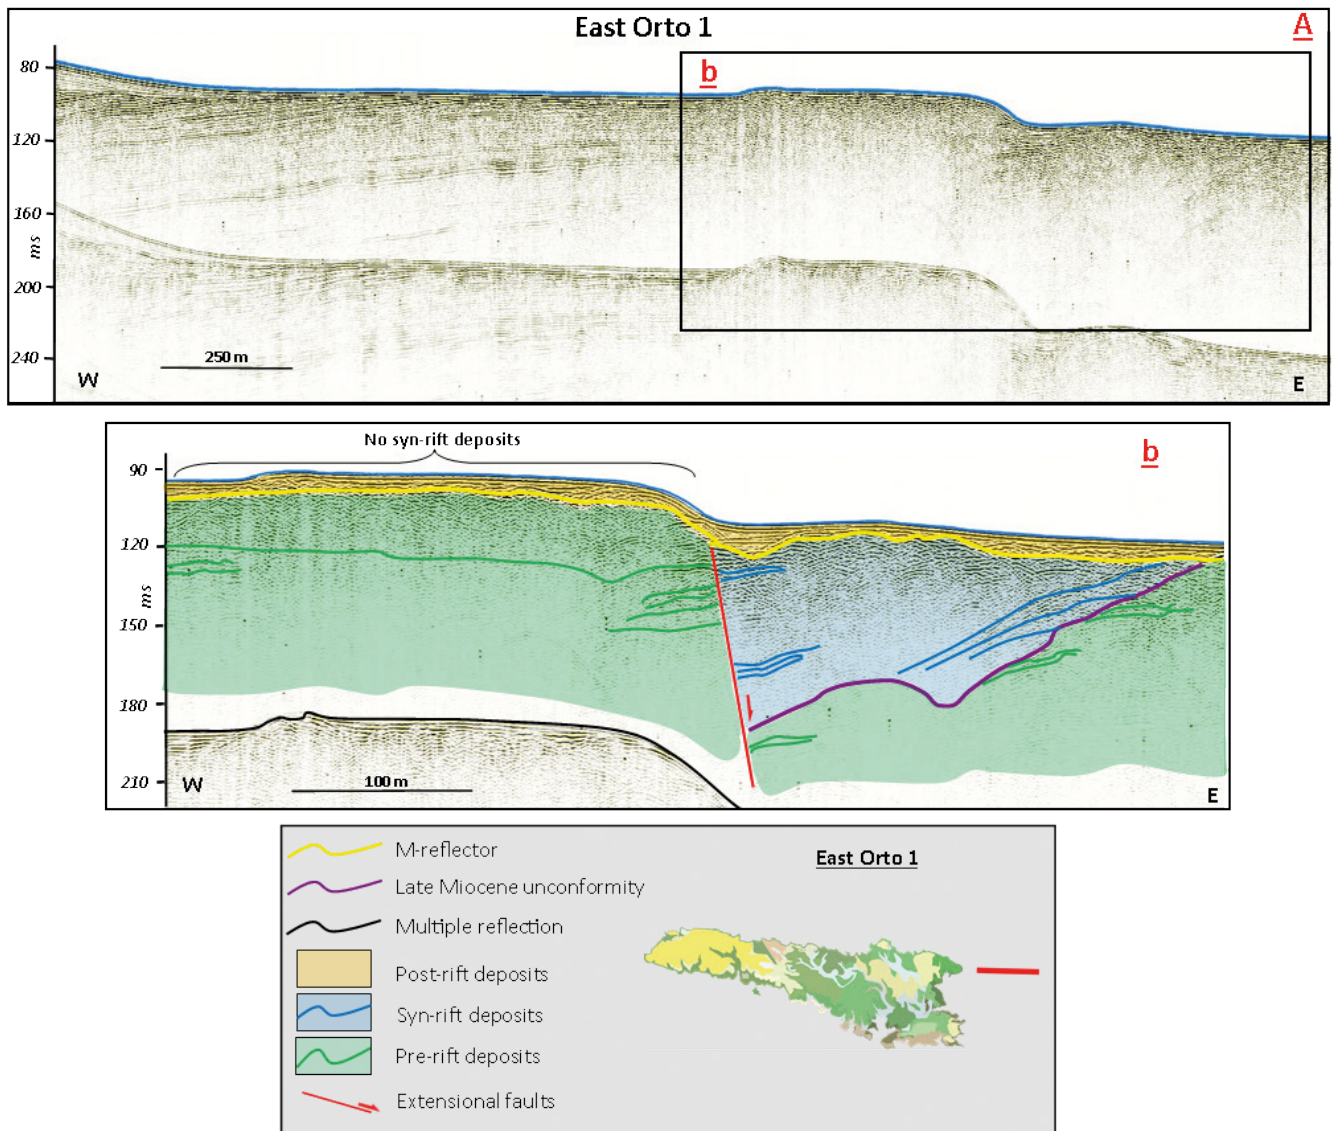 East Orto 1
A
b
80
120
160
ms
200
240
250 m
W
E
No syn-rift deposits
b
90
120
ms
150
180
210
W
100 m
E
M-reflector
East Orto 1
Late Miocene unconformity
Multiple reflection
Post-rift deposits
Syn-rift deposits
Pre-rift deposits
Extensional faults